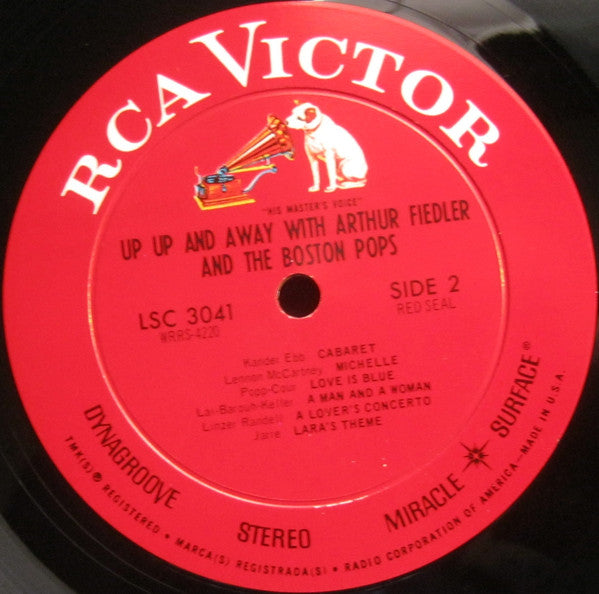 RCA VICTOR
"HIS MASTER'S VOICE"
UP UP AND AWAY WITH ARTHUR FIEDLER
AND THE BOSTON POPS
LSC 3041
WRRS-4220
SIDE 2
RED SEAL
Kander Ebb CABARET
Lennon McCartney MICHELLE
Popp-Cour LOVE IS BLUE
Lai-Barouh-Keller A MAN AND A WOMAN
Linzer Randell A LOVER'S CONCERTO
Jarre LARA'S THEME
DYNAGROOVE STEREO MIRACLE SURFACE®
TMK(S) ® REGISTERED • MARCA(S) REGISTRADA(S) • RADIO CORPORATION OF AMERICA—MADE IN U.S.A.